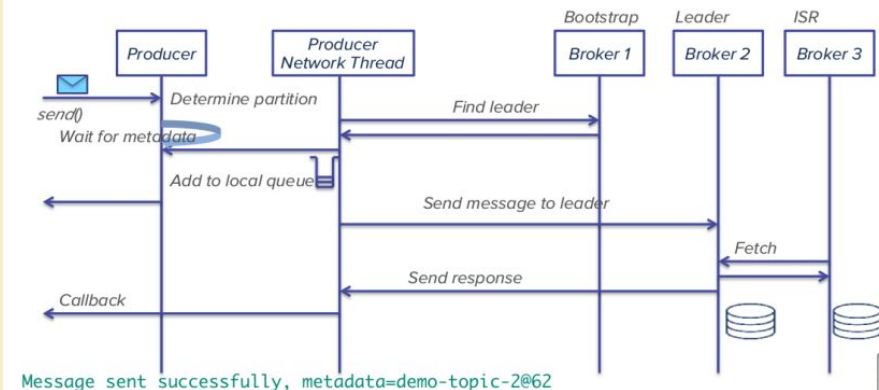 Bootstrap
Leader
ISR
Producer
Producer
Network Thread
Broker 1
Broker 2
Broker 3
send()
Determine partition
Find leader
Wait for metadata
Add to local queue
Send message to leader
Fetch
Send response
Callback
Message sent successfully, metadata=demo-topic-2@62